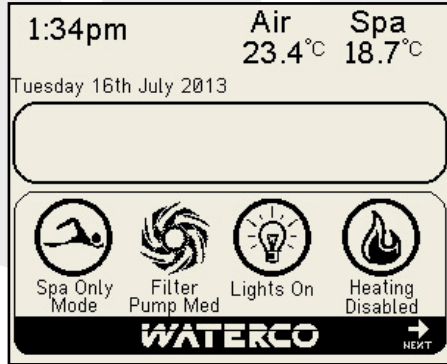 1:34pm Air Spa
23.4°C 18.7°C
Tuesday 16th July 2013
Spa Only Filter Lights On Heating
Mode Pump Med Disabled
WATERCO NEXT